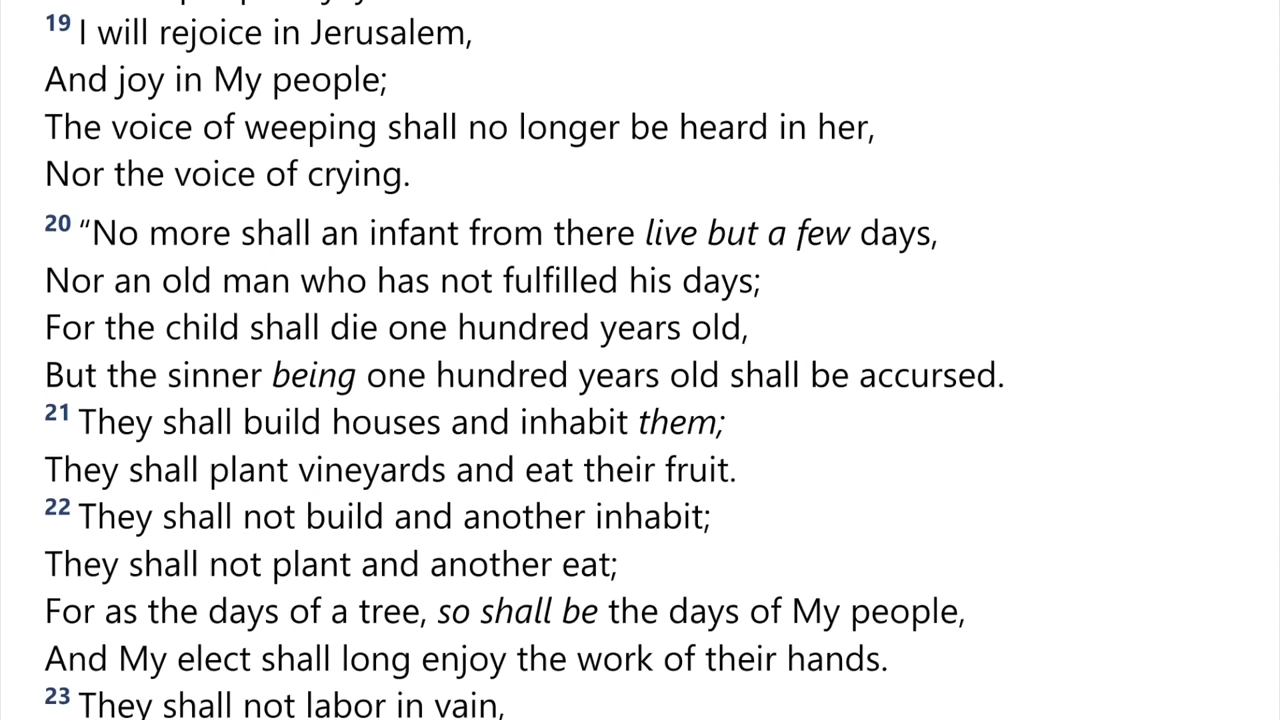 19 I will rejoice in Jerusalem,
And joy in My people;
The voice of weeping shall no longer be heard in her,
Nor the voice of crying.
20 “No more shall an infant from there live but a few days,
Nor an old man who has not fulfilled his days;
For the child shall die one hundred years old,
But the sinner being one hundred years old shall be accursed.
21 They shall build houses and inhabit them;
They shall plant vineyards and eat their fruit.
22 They shall not build and another inhabit;
They shall not plant and another eat;
For as the days of a tree, so shall be the days of My people,
And My elect shall long enjoy the work of their hands.
23 They shall not labor in vain,